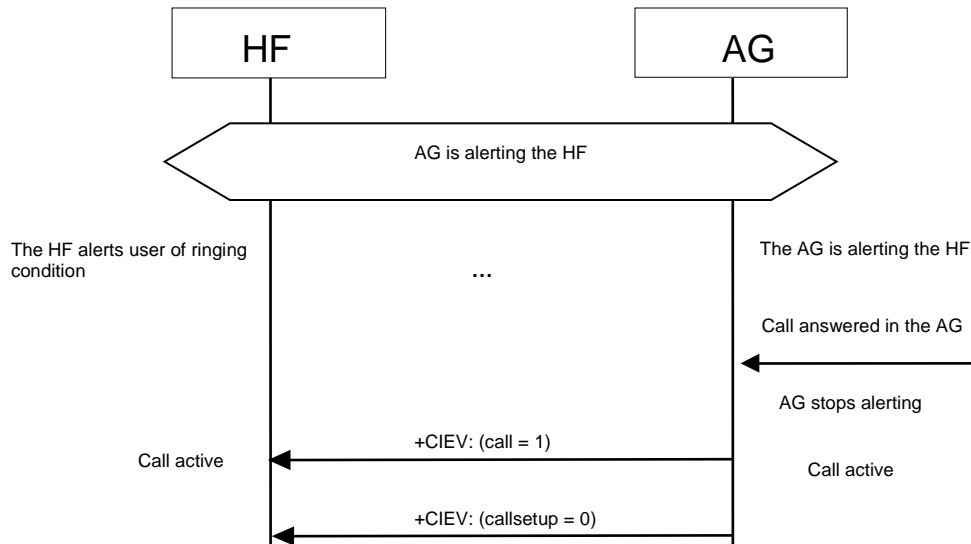 HF
AG
AG is alerting the HF
The HF alerts user of ringing
condition
...
The AG is alerting the HF
Call answered in the AG
AG stops alerting
+CIEV: (call = 1)
Call active
Call active
+CIEV: (callsetup = 0)